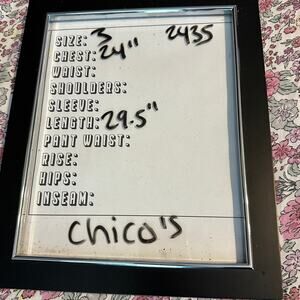 SIZE: 3 2435
CHEST: 24"
WAIST:
SHOULDERS:
SLEEVE:
LENGTH: 29.5"
PANT WAIST:
RISE:
HIPS:
INSEAM:
Chico's